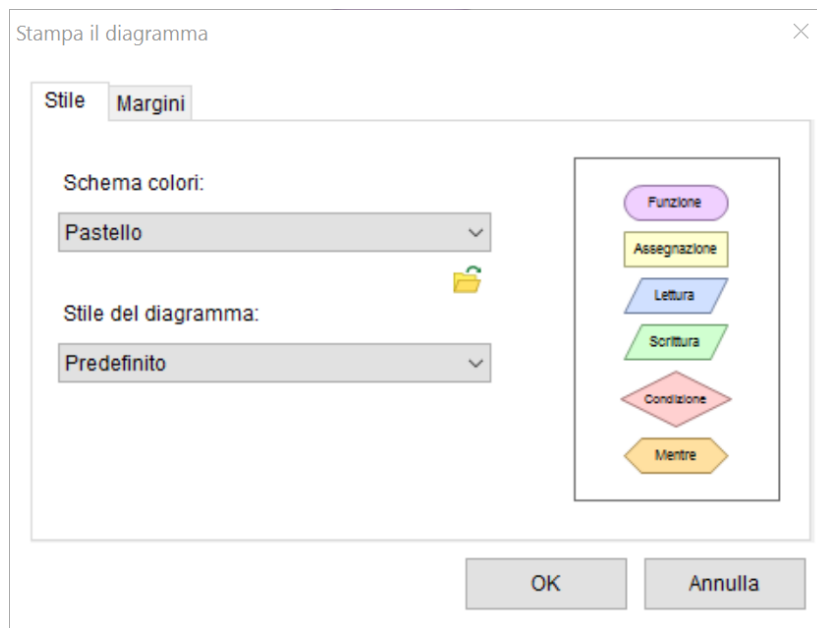 Stampa il diagramma
Stile
Margini
Schema colori:
Pastello
Stile del diagramma:
Predefinito
Funzione
Assegnazione
Lettura
Scrittura
Condizione
Mentre
OK
Annulla